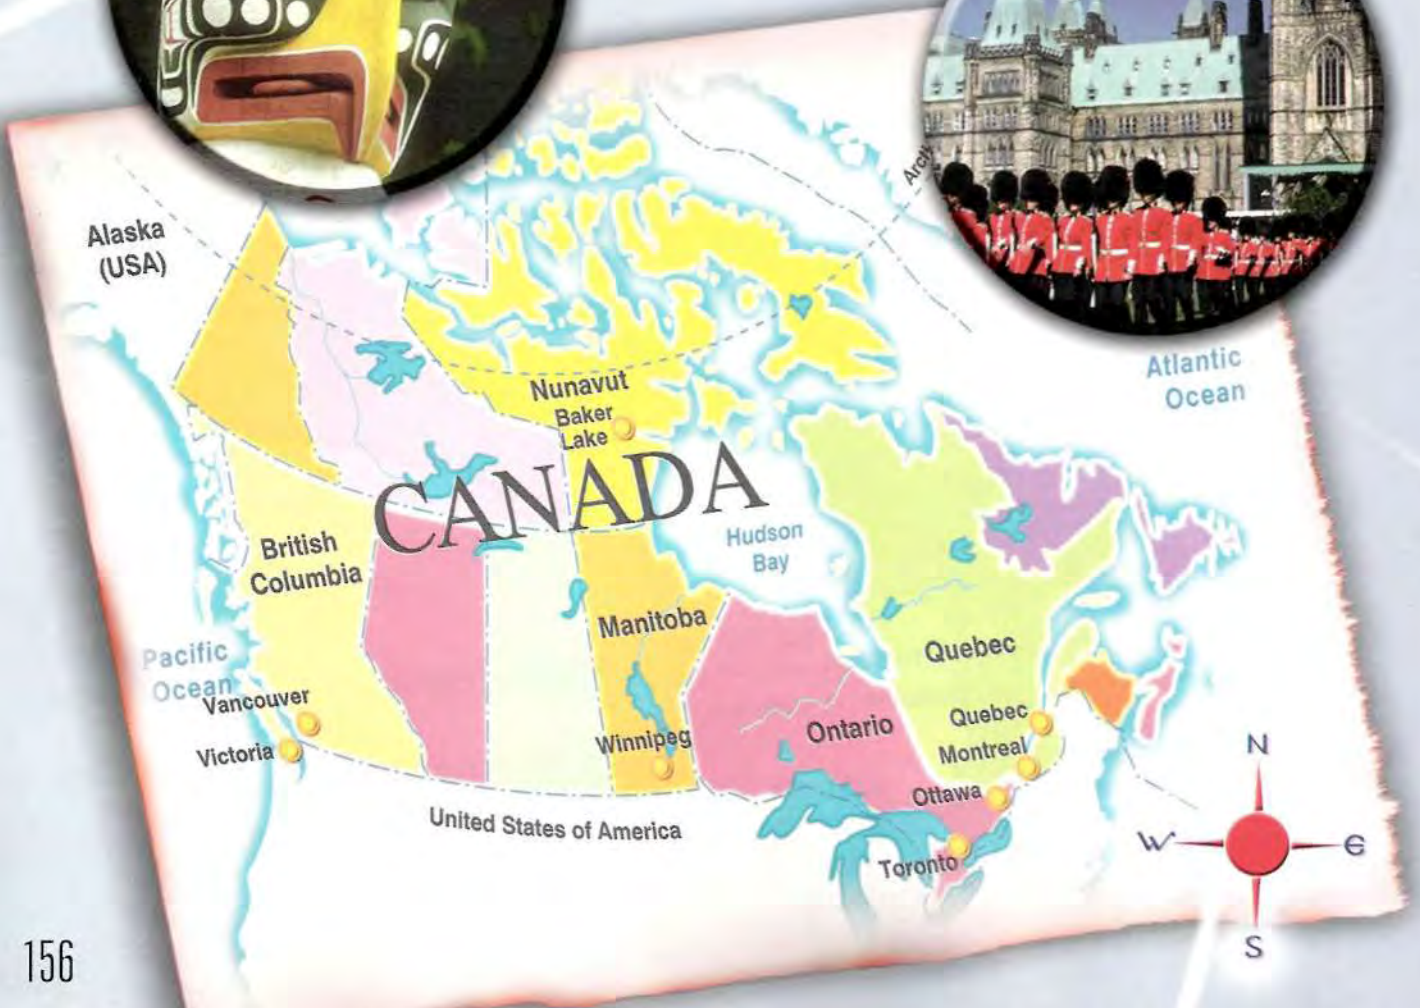 Alaska
(USA)
Atlantic
Ocean
Nunavut
Baker
Lake
CANADA
Hudson
Bay
British
Columbia
Manitoba
Quebec
Pacific
Ocean
Vancouver
Victoria
Winnipeg
Ontario
Quebec
Montreal
Ottawa
Toronto
United States of America
N
W
E
S
156